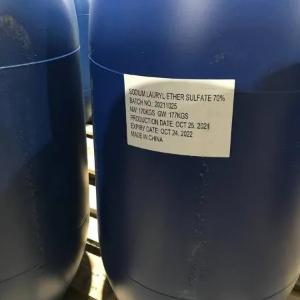 SODIUM LAURYL ETHER SULFATE 70%
BATCH NO.: 20211025
NW: 170KGS GW: 177KGS
PRODUCTION DATE: OCT 25, 2021
EXPIRY DATE: OCT 24, 2022
MADE IN CHINA